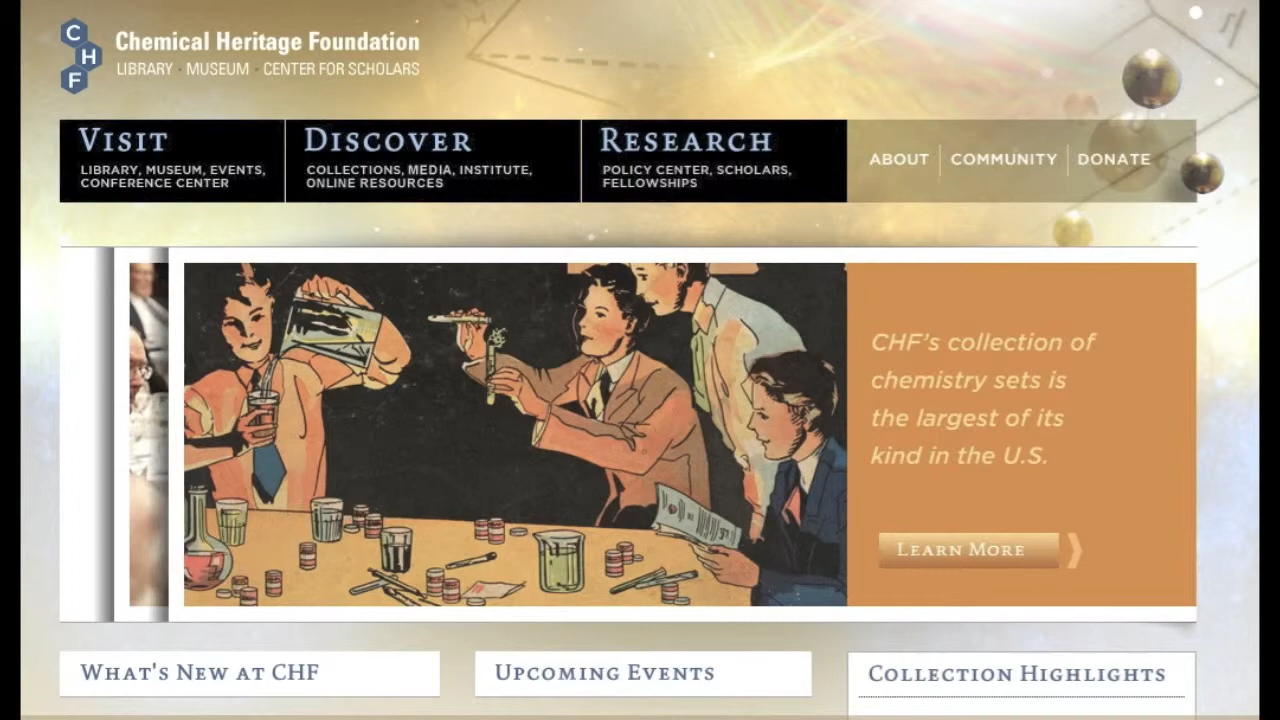 C
H
F
Chemical Heritage Foundation
LIBRARY · MUSEUM · CENTER FOR SCHOLARS
VISIT
LIBRARY, MUSEUM, EVENTS,
CONFERENCE CENTER
DISCOVER
COLLECTIONS, MEDIA, INSTITUTE,
ONLINE RESOURCES
RESEARCH
POLICY CENTER, SCHOLARS,
FELLOWSHIPS
ABOUT
COMMUNITY
DONATE
CHF's collection of
chemistry sets is
the largest of its
kind in the U.S.
LEARN MORE
WHAT'S NEW AT CHF
UPCOMING EVENTS
COLLECTION HIGHLIGHTS